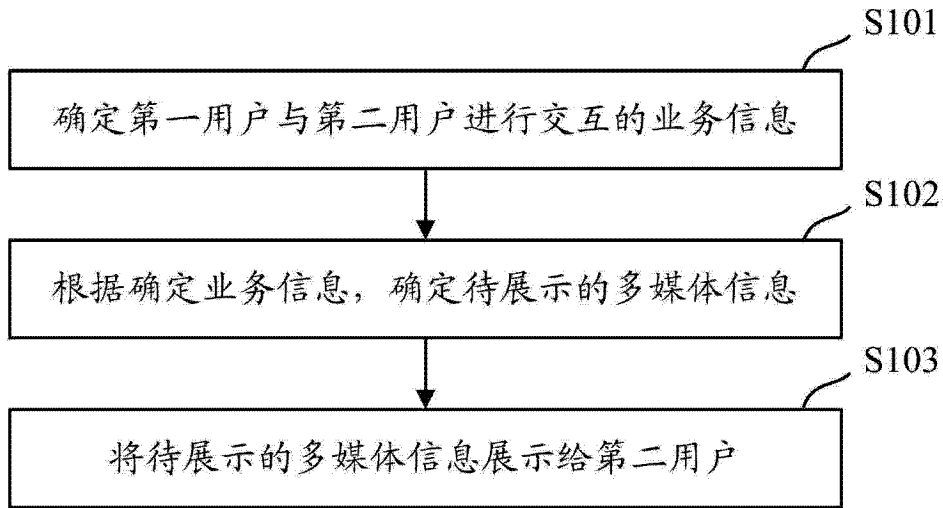 S101
确定第一用户与第二用户进行交互的业务信息
S102
根据确定业务信息，确定待展示的多媒体信息
S103
将待展示的多媒体信息展示给第二用户